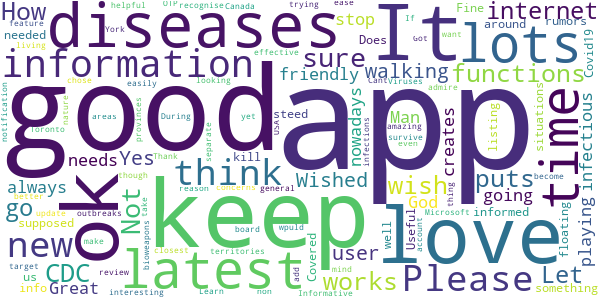 notification living feature York helpful OTP recognise Canada trying ease
How needed diseases stop Does around If rumors internet Fine effective It Got want lots
information sure friendly walking functions Covid19
good app looking Cant Viruses admire
Toronto areas easily nature chose During yet separate USA steed nowadays Man amazing survive even infections creates listing situations time
provinces Thank
ok needs Yes though reason kill think Wished wish God puts thing going infectious
always go keep love
supposed new Not concerns general Covered user well Useful informed become playing floating
better update outbreaks bioweapons take latest board wpuld Microsoft account Please Let
target us make territories closest mind works
info review CDC Great interesting Learn non add Informative something